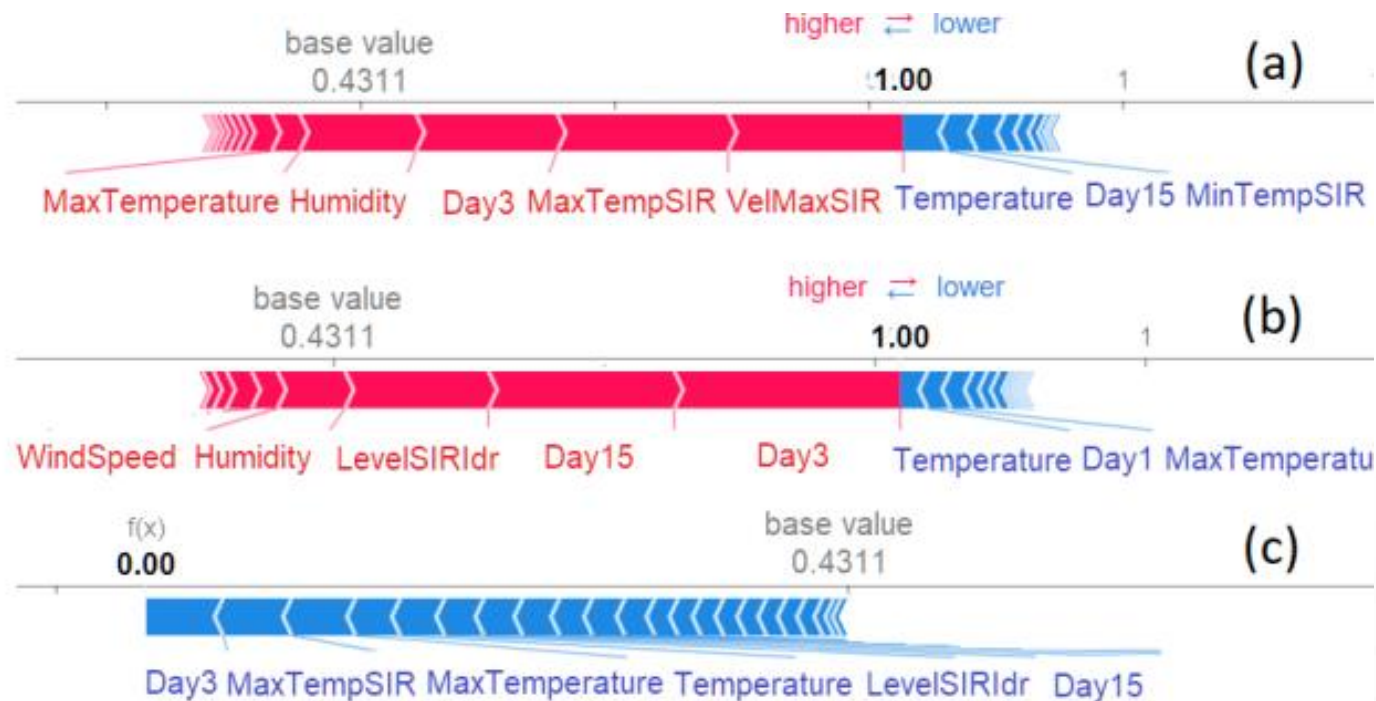 higher lower
base value
(a)
0.4311 1.00 1
MaxTemperature Humidity Day3 MaxTempSIR VelMaxSIR Temperature Day15 MinTempSIR
higher lower
base value
(b)
0.4311 1.00 1
WindSpeed Humidity LevelSIRIdr Day15 Day3 Temperature Day1 MaxTemperatu
f(x) base value
(c)
0.00 0.4311
Day3 MaxTempSIR MaxTemperature Temperature LevelSIRIdr Day15